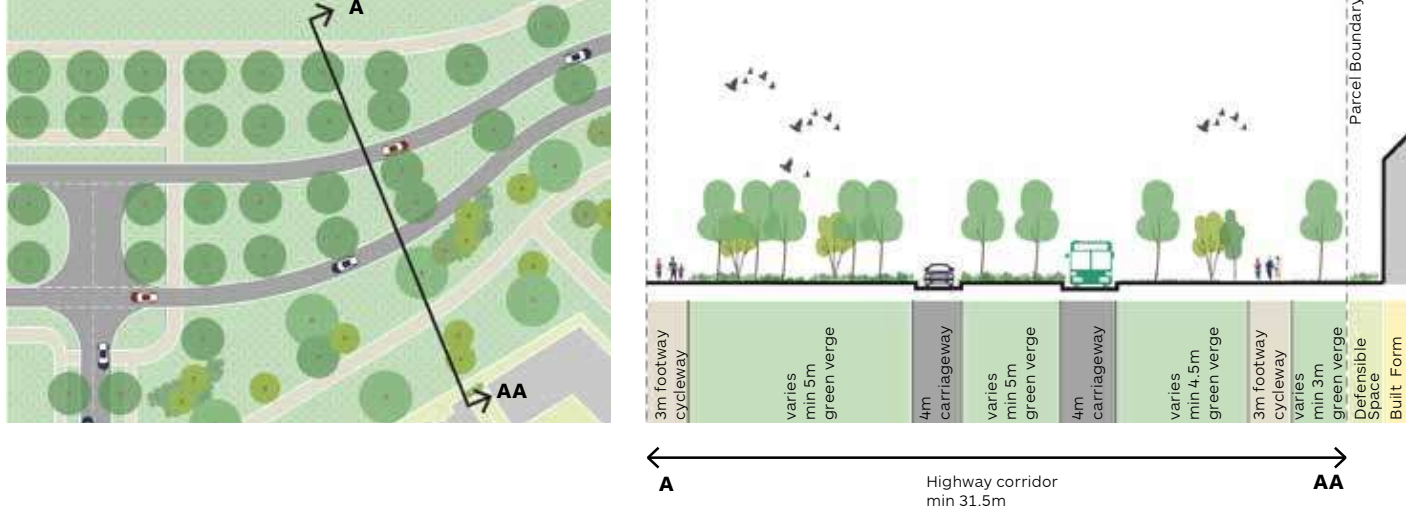 A
AA
Parcel Boundary
3m footway
cycleway
varies
min 5m
green verge
4m
carriageway
varies
min 5m
green verge
4m
carriageway
varies
min 4.5m
green verge
3m footway
cycleway
varies
min 3m
green verge
Defensible
Space
Built Form
A
Highway corridor
min 31.5m
AA